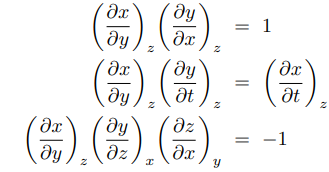 (∂x/∂y)_z (∂y/∂x)_z = 1
(∂x/∂y)_z (∂y/∂t)_z = (∂x/∂t)_z
(∂x/∂y)_z (∂y/∂z)_x (∂z/∂x)_y = −1